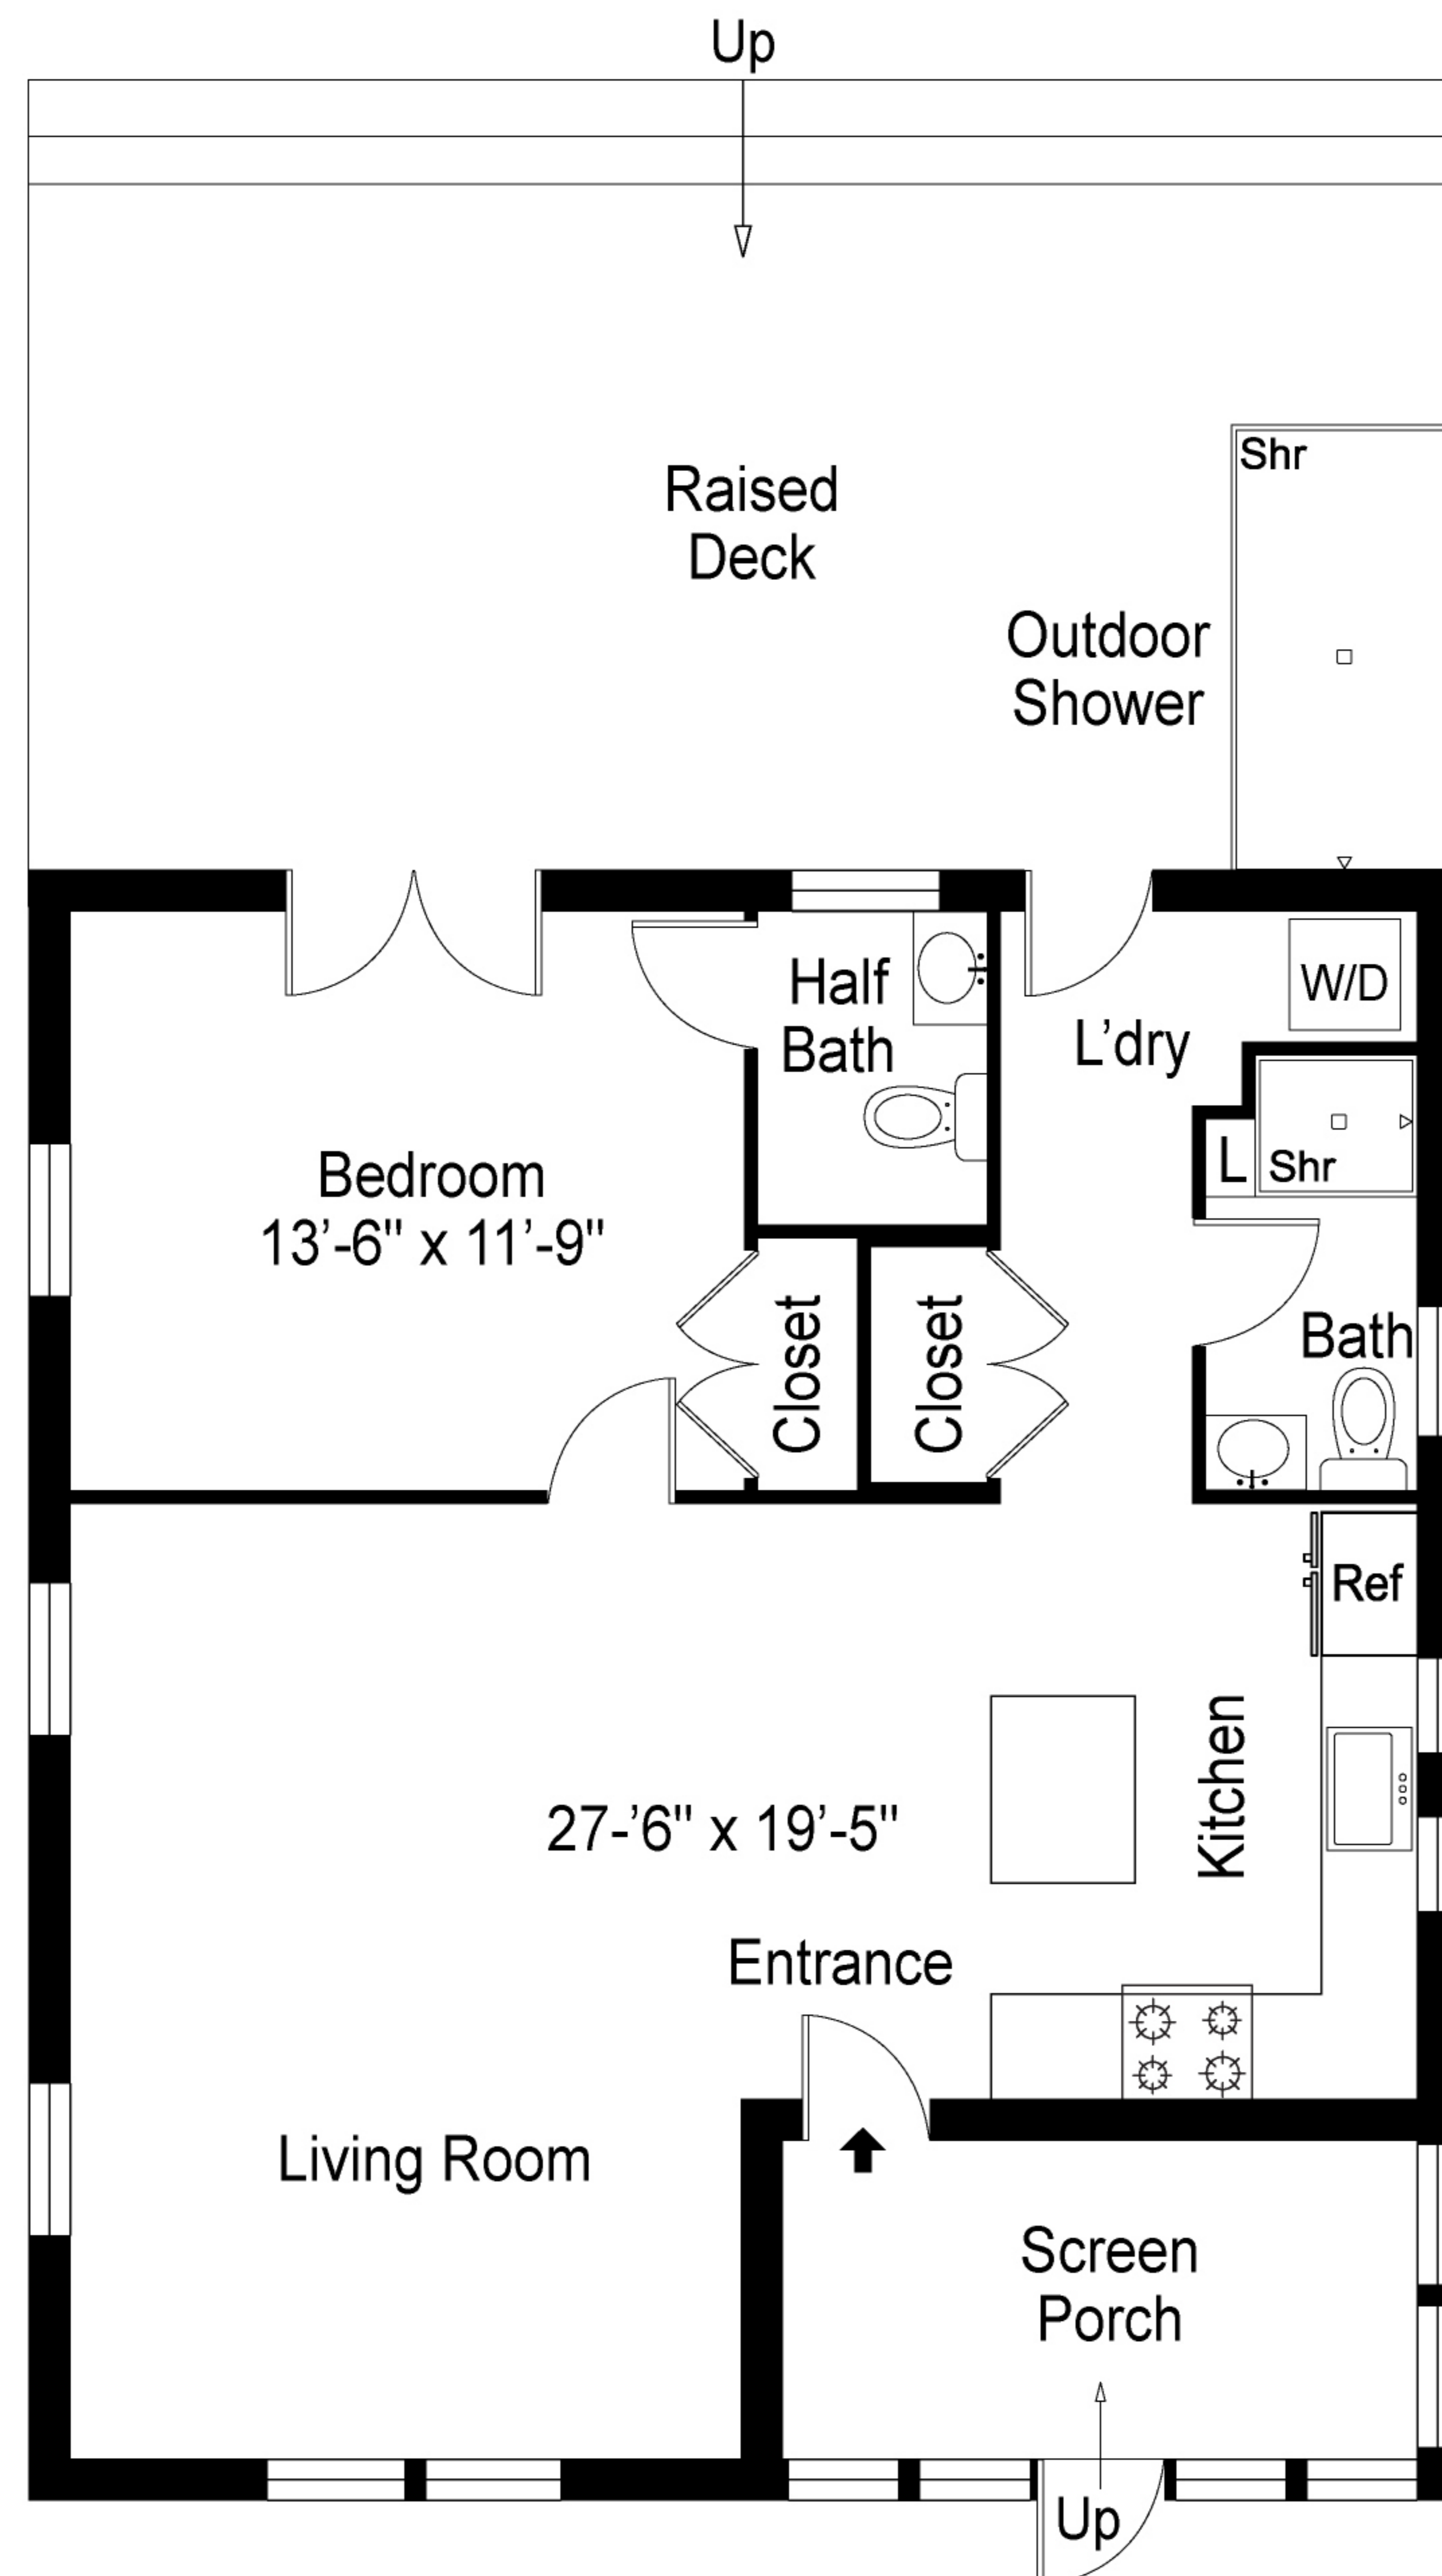 Up
Raised
Deck
Shr
Outdoor
Shower
Half
Bath
W/D
L'dry
L
Shr
Bedroom
13'-6" x 11'-9"
Closet
Closet
Bath
Ref
Kitchen
27-'6" x 19'-5"
Entrance
Living Room
Screen
Porch
Up